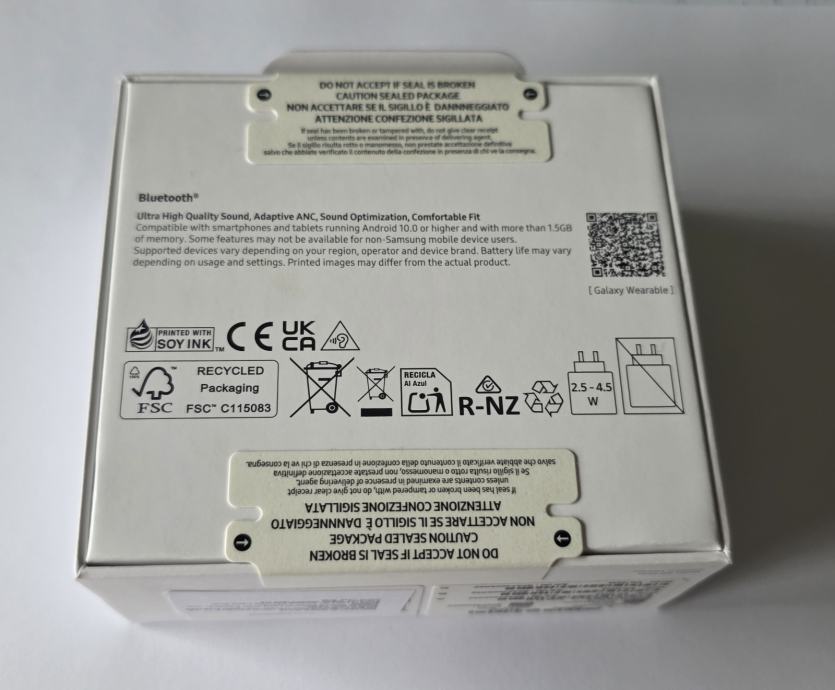 DO NOT ACCEPT IF SEAL IS BROKEN
CAUTION SEALED PACKAGE
NON ACCETTARE SE IL SIGILLO È DANNNEGGIATO
ATTENZIONE CONFEZIONE SIGILLATA
If seal has been broken or tampered with, do not give clear receipt
unless contents are examined in presence of delivering agent.
Se il sigillo risulta rotto o manomesso, non prestate accettazione definitiva
salvo che abbiate verificato il contenuto della confezione in presenza di chi ve la consegna.
Bluetooth®
Ultra High Quality Sound, Adaptive ANC, Sound Optimization, Comfortable Fit
Compatible with smartphones and tablets running Android 10.0 or higher and with more than 1.5GB
of memory. Some features may not be available for non-Samsung mobile device users.
Supported devices vary depending on your region, operator and device brand. Battery life may vary
depending on usage and settings. Printed images may differ from the actual product.
[ Galaxy Wearable ]
PRINTED WITH
SOY INK™
CE
UK
CA
RECYCLED
Packaging
FSC™ C115083
FSC
RECICLA
Al Azul
R-NZ
2.5 - 4.5
W
DO NOT ACCEPT IF SEAL IS BROKEN
CAUTION SEALED PACKAGE
NON ACCETTARE SE IL SIGILLO È DANNNEGGIATO
ATTENZIONE CONFEZIONE SIGILLATA
If seal has been broken or tampered with, do not give clear receipt
unless contents are examined in presence of delivering agent.
Se il sigillo risulta rotto o manomesso, non prestate accettazione definitiva
salvo che abbiate verificato il contenuto della confezione in presenza di chi ve la consegna.